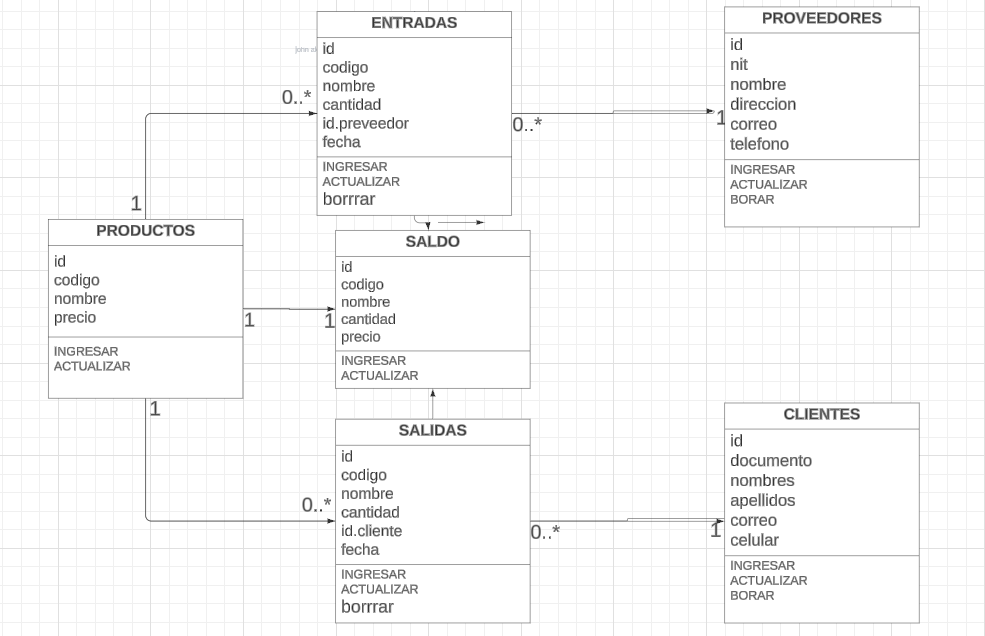 ENTRADAS
id
codigo
nombre
cantidad
id.preveedor
fecha
INGRESAR
ACTUALIZAR
borrrar
0..*
0..*
PROVEEDORES
id
nit
nombre
direccion
correo
telefono
INGRESAR
ACTUALIZAR
BORAR
1
1
PRODUCTOS
id
codigo
nombre
precio
INGRESAR
ACTUALIZAR
1
1
SALDO
id
codigo
nombre
cantidad
precio
INGRESAR
ACTUALIZAR
1
0..*
SALIDAS
id
codigo
nombre
cantidad
id.cliente
fecha
INGRESAR
ACTUALIZAR
borrrar
0..*
1
CLIENTES
id
documento
nombres
apellidos
correo
celular
INGRESAR
ACTUALIZAR
BORAR